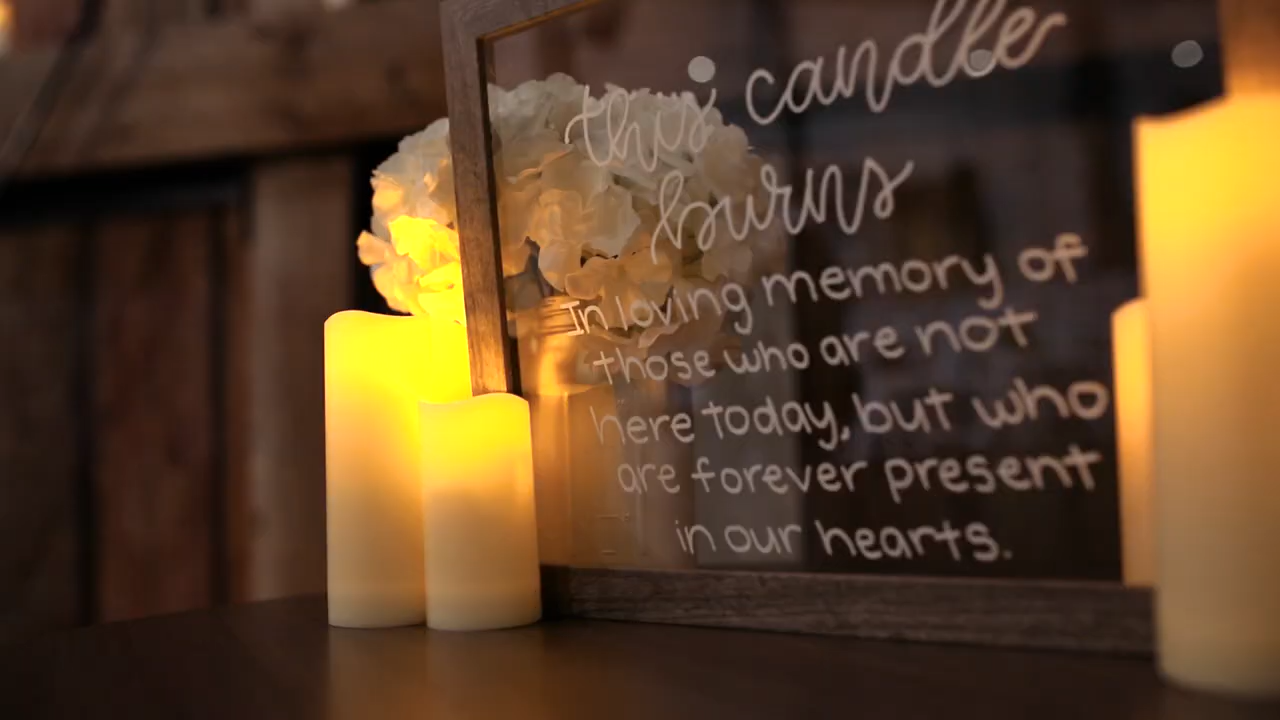 this candle
burns
In loving memory of
those who are not
here today, but who
are forever present
in our hearts.